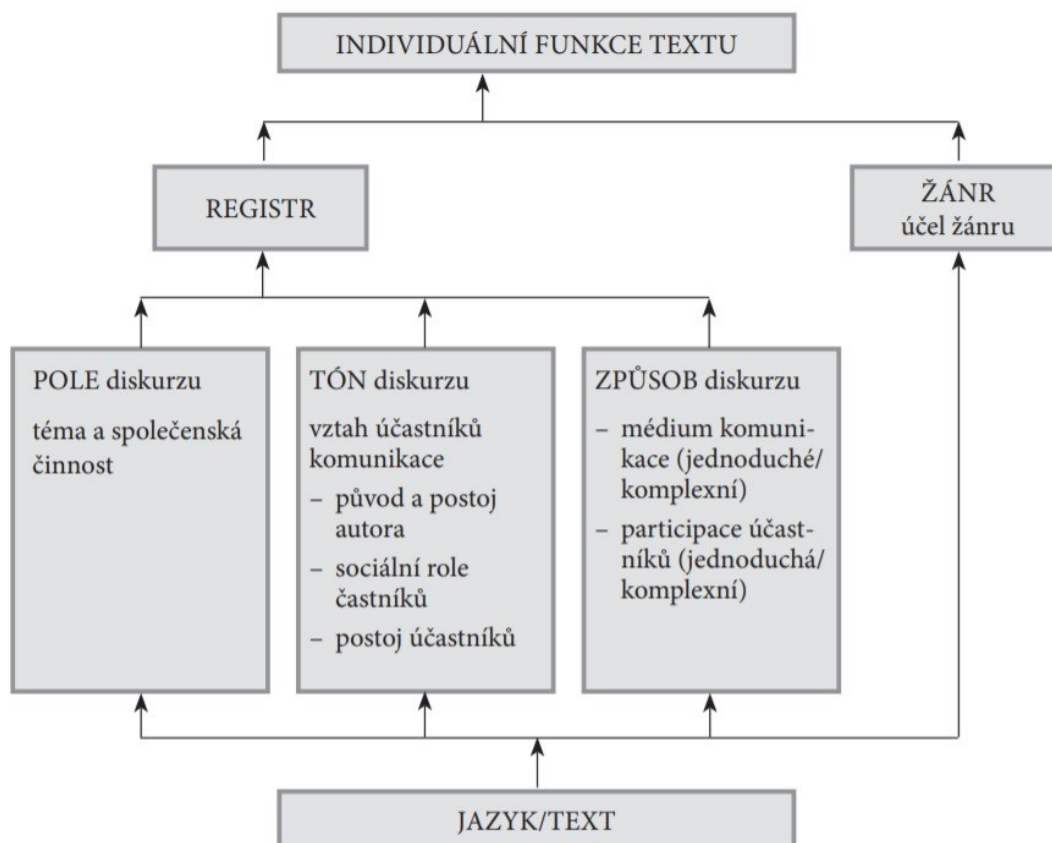 INDIVIDUÁLNÍ FUNKCE TEXTU
REGISTR
ŽÁNR
účel žánru
POLE diskurzu
téma a společenská
činnost
TÓN diskurzu
vztah účastníků
komunikace
– původ a postoj
autora
– sociální role
častníků
– postoj účastníků
ZPŮSOB diskurzu
– médium komuni-
kace (jednoduché/
komplexní)
– participace účast-
níků (jednoduchá/
komplexní)
JAZYK/TEXT